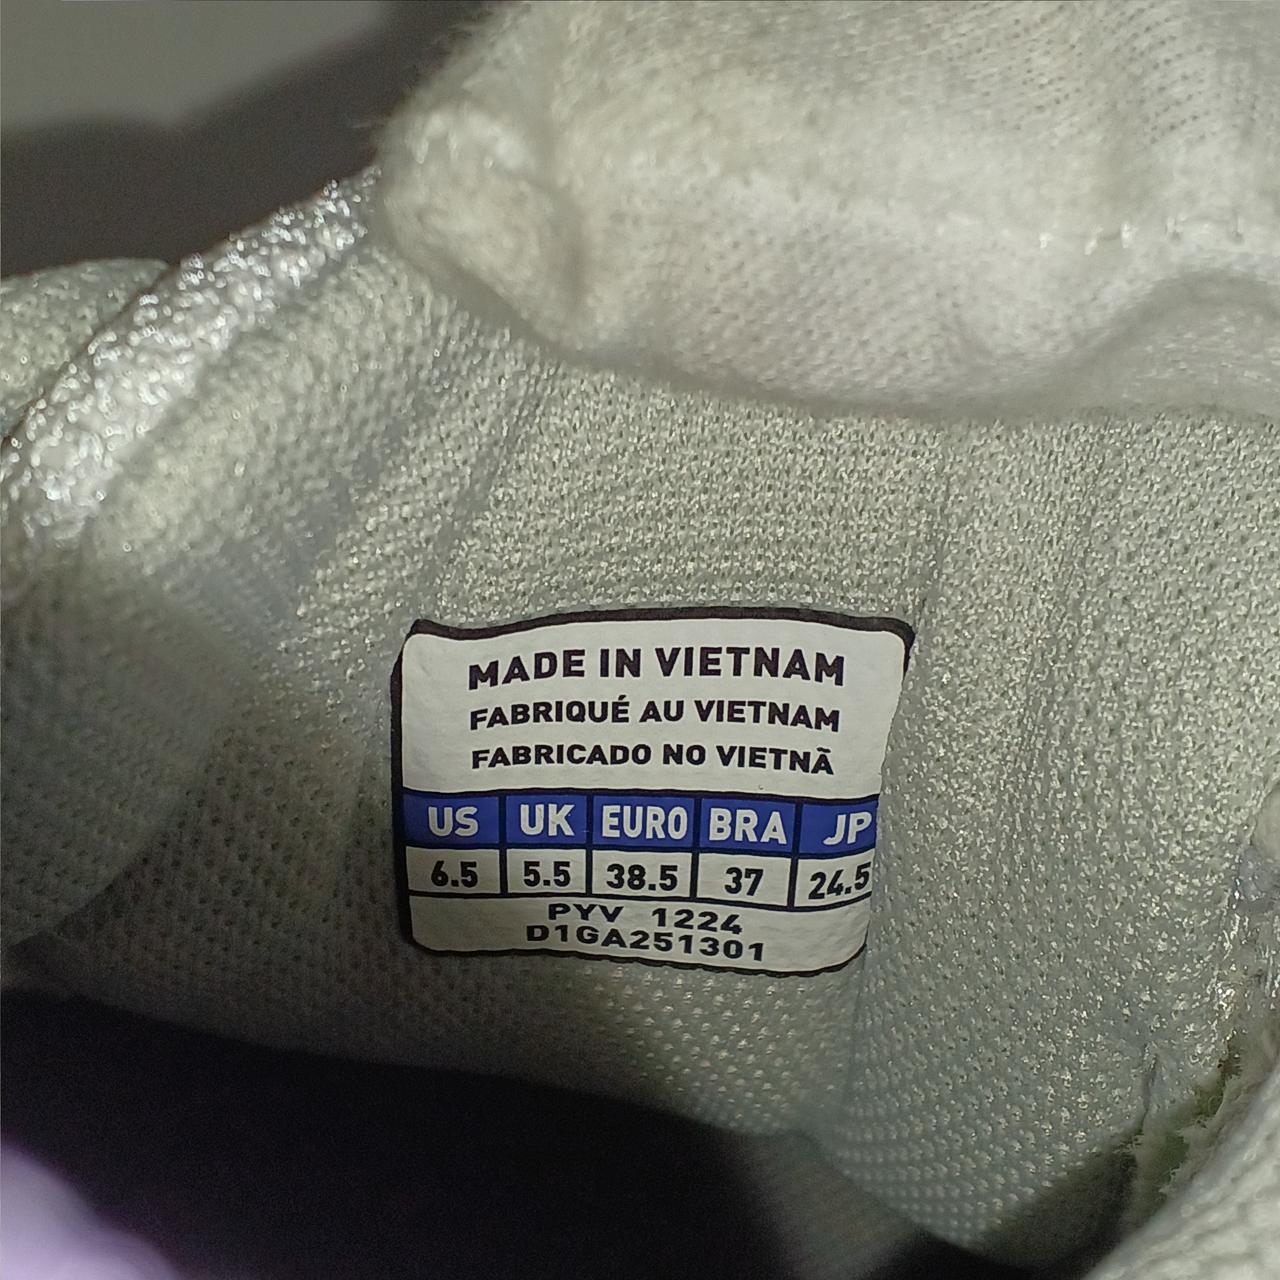 MADE IN VIETNAM
FABRIQUÉ AU VIETNAM
FABRICADO NO VIETNÃ
US UK EURO BRA JP
6.5 5.5 38.5 37 24.5
PYV 1224
D1GA251301